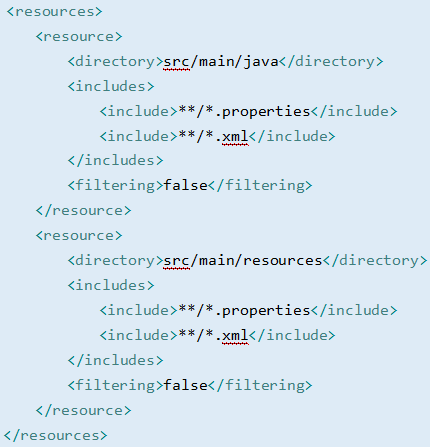 <resources>
<resource>
<directory>src/main/java</directory>
<includes>
<include>**/*.properties</include>
<include>**/*.xml</include>
</includes>
<filtering>false</filtering>
</resource>
<resource>
<directory>src/main/resources</directory>
<includes>
<include>**/*.properties</include>
<include>**/*.xml</include>
</includes>
<filtering>false</filtering>
</resource>
</resources>